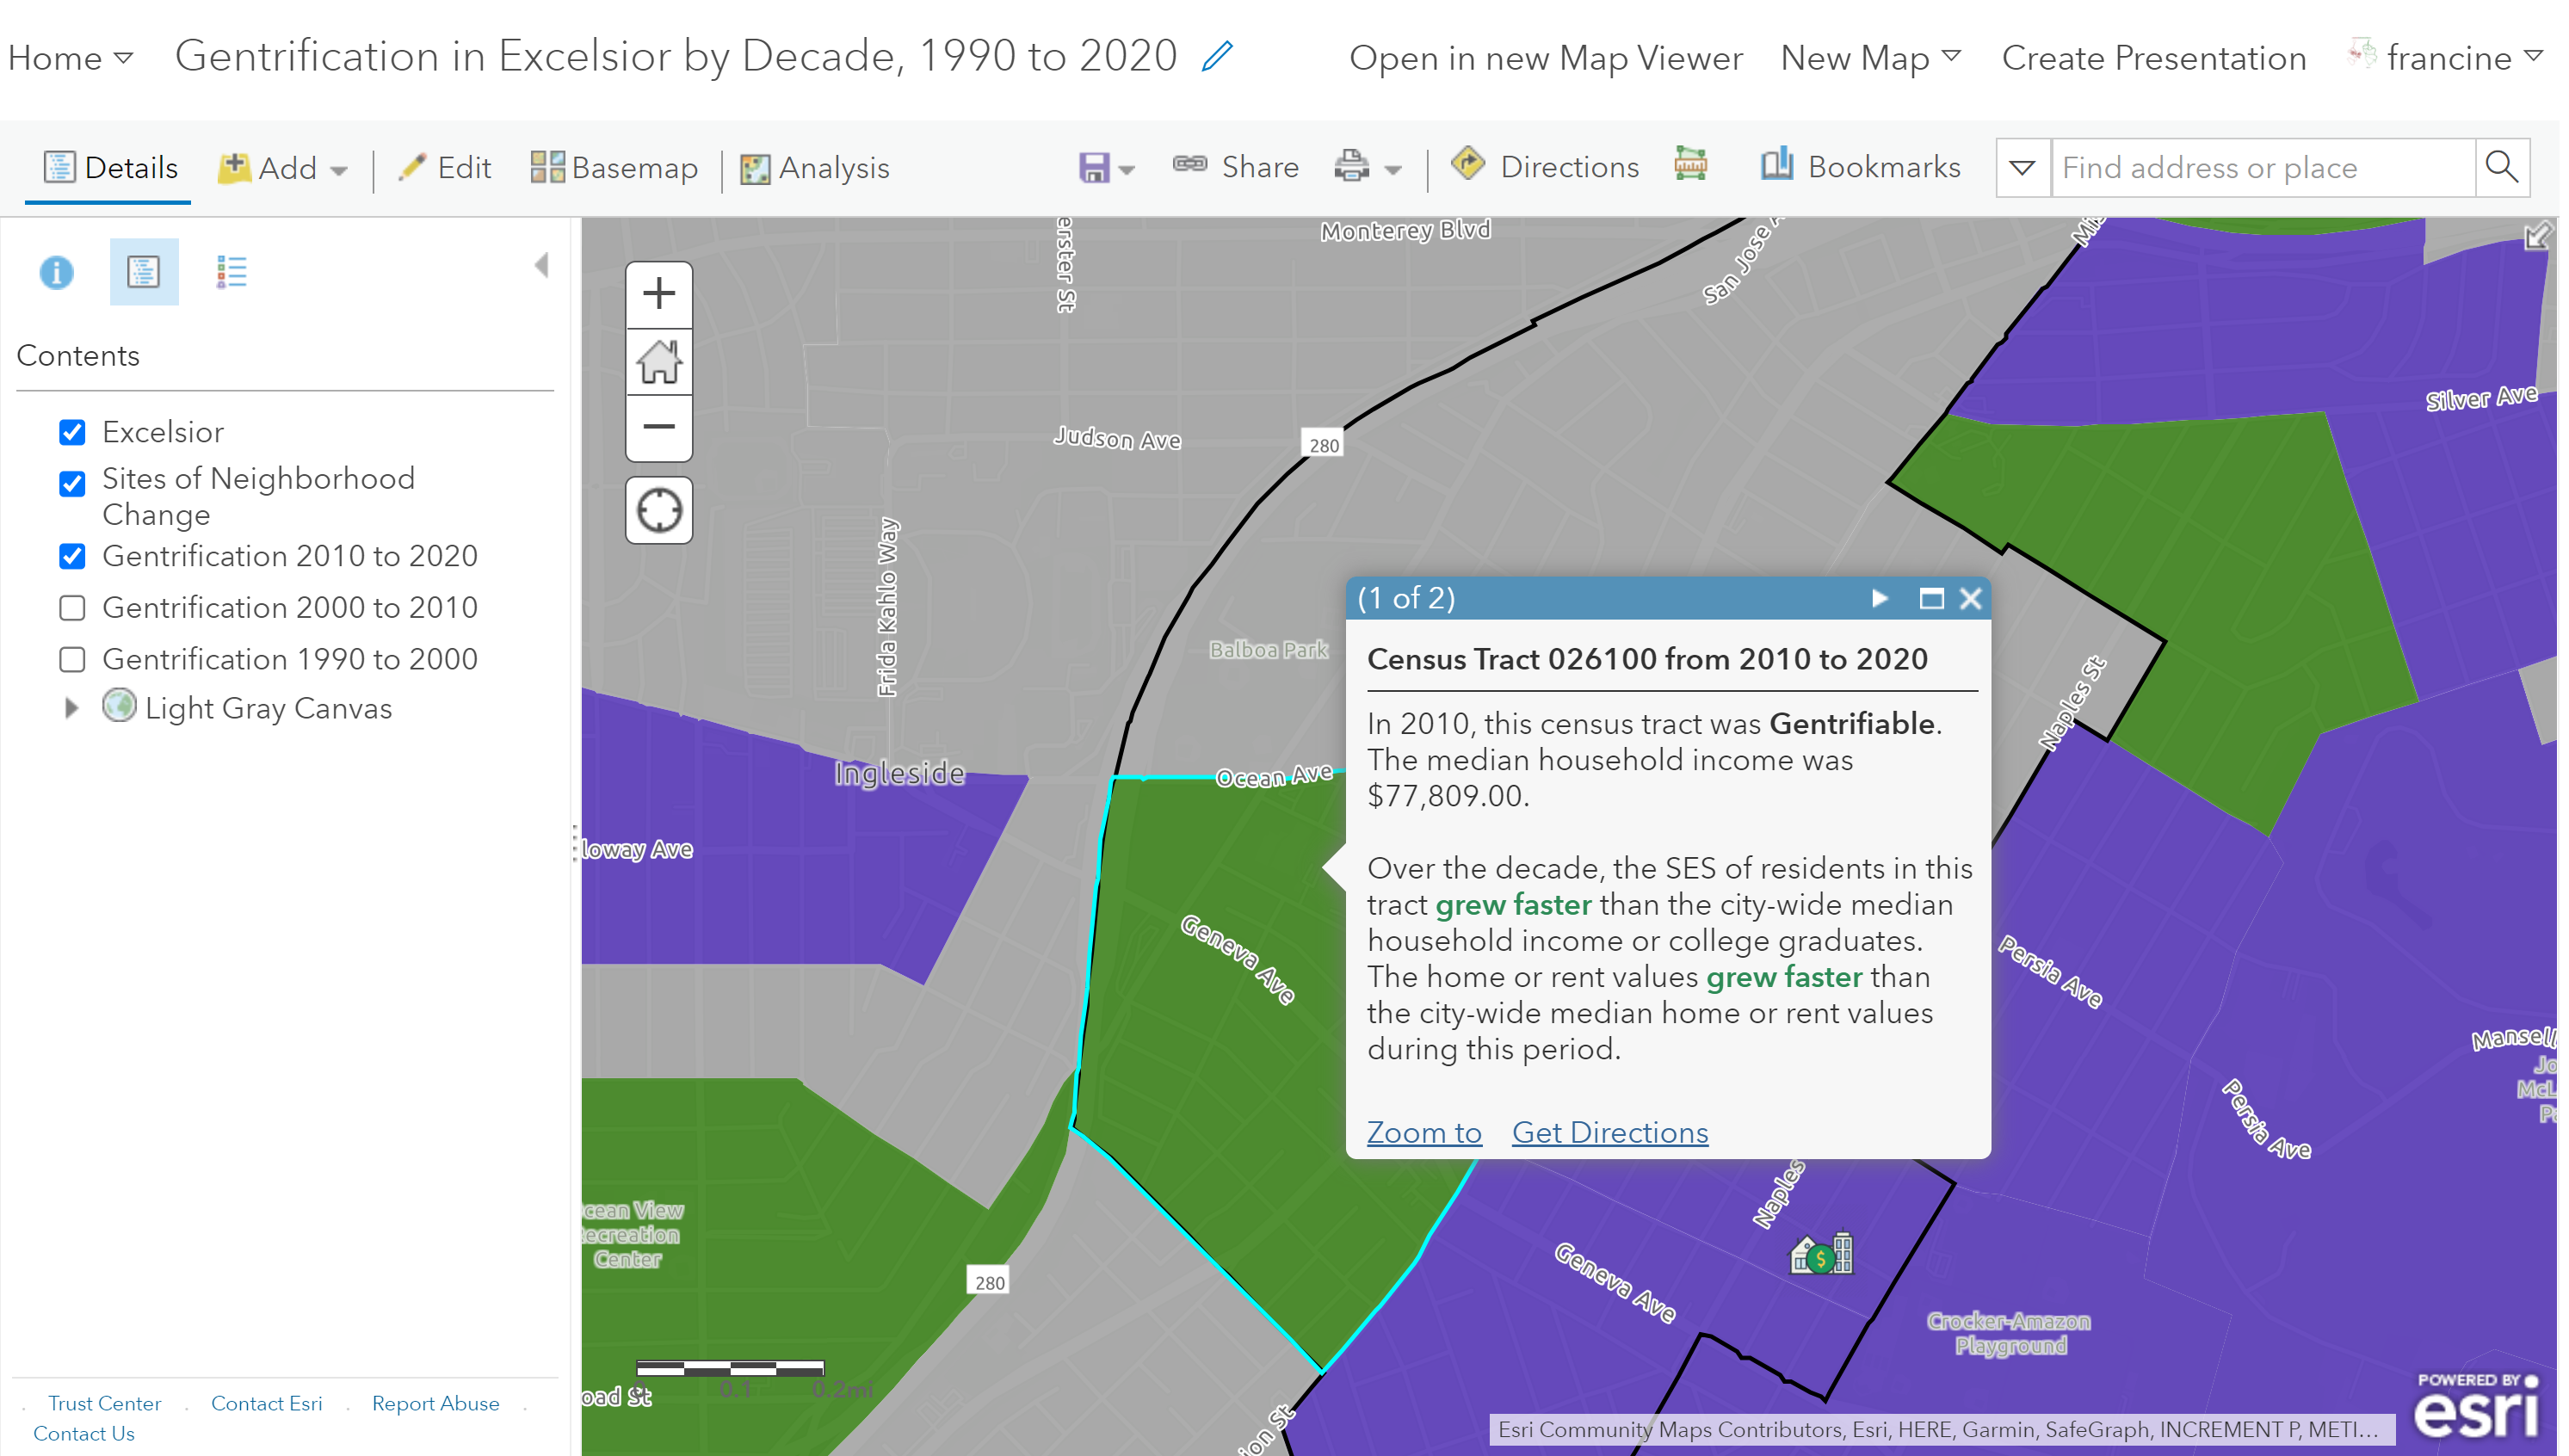 Home
Gentrification in Excelsior by Decade, 1990 to 2020
Open in new Map Viewer
New Map
Create Presentation
francine
Details
Add
Edit
Basemap
Analysis
Share
Directions
Bookmarks
Find address or place
Contents
Excelsior
Sites of Neighborhood
Change
Gentrification 2010 to 2020
Gentrification 2000 to 2010
Gentrification 1990 to 2000
Light Gray Canvas
Trust Center
Contact Esri
Report Abuse
Contact Us
Monterey Blvd
San Jose A
erster St
Silver Ave
Judson Ave
280
Frida Kahlo Way
Balboa Park
Naples St
Ingleside
Ocean Ave
loway Ave
Geneva Ave
(1 of 2)
Census Tract 026100 from 2010 to 2020
In 2010, this census tract was Gentrifiable.
The median household income was
$77,809.00.
Over the decade, the SES of residents in this
tract grew faster than the city-wide median
household income or college graduates.
The home or rent values grew faster than
the city-wide median home or rent values
during this period.
Zoom to
Get Directions
Persia Ave
Mansell
Jo
McL
Pa
Persia Ave
Naples
cean View
ecreation
Center
280
Geneva Ave
$
Crocker-Amazon
Playground
0.1
0.2mi
oad St
ion St
Esri Community Maps Contributors, Esri, HERE, Garmin, SafeGraph, INCREMENT P, METI...
POWERED BY
esri